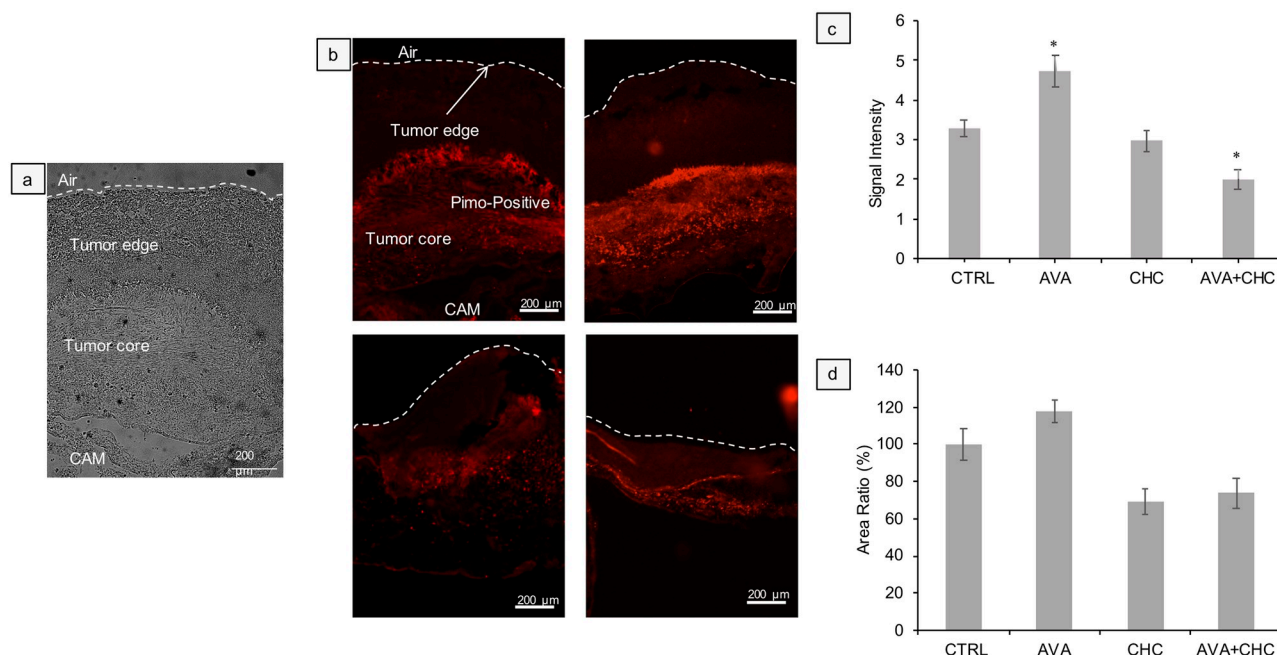 a
Air
Tumor edge
Tumor core
CAM
200
µm
b
Air
Tumor edge
Pimo-Positive
Tumor core
CAM
200 µm
200 µm
200 µm
200 µm
c
Signal Intensity
6
5
4
3
2
1
0
*
*
CTRL
AVA
CHC
AVA+CHC
d
Area Ratio (%)
140
120
100
80
60
40
20
0
CTRL
AVA
CHC
AVA+CHC